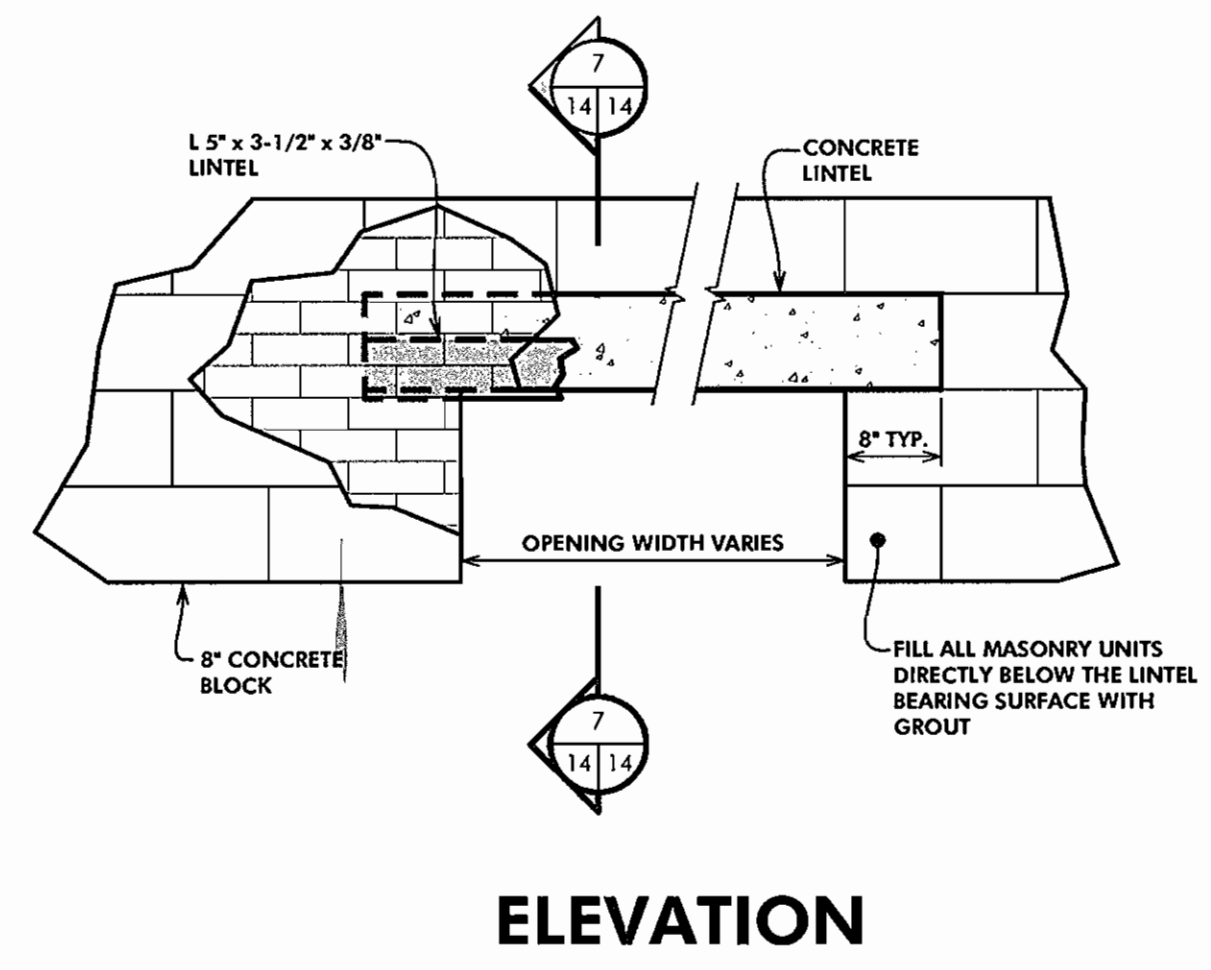 7
14 14
L 5" x 3-1/2" x 3/8"
LINTEL
CONCRETE
LINTEL
8" TYP.
OPENING WIDTH VARIES
8" CONCRETE
BLOCK
FILL ALL MASONRY UNITS
DIRECTLY BELOW THE LINTEL
BEARING SURFACE WITH
GROUT
7
14 14
ELEVATION